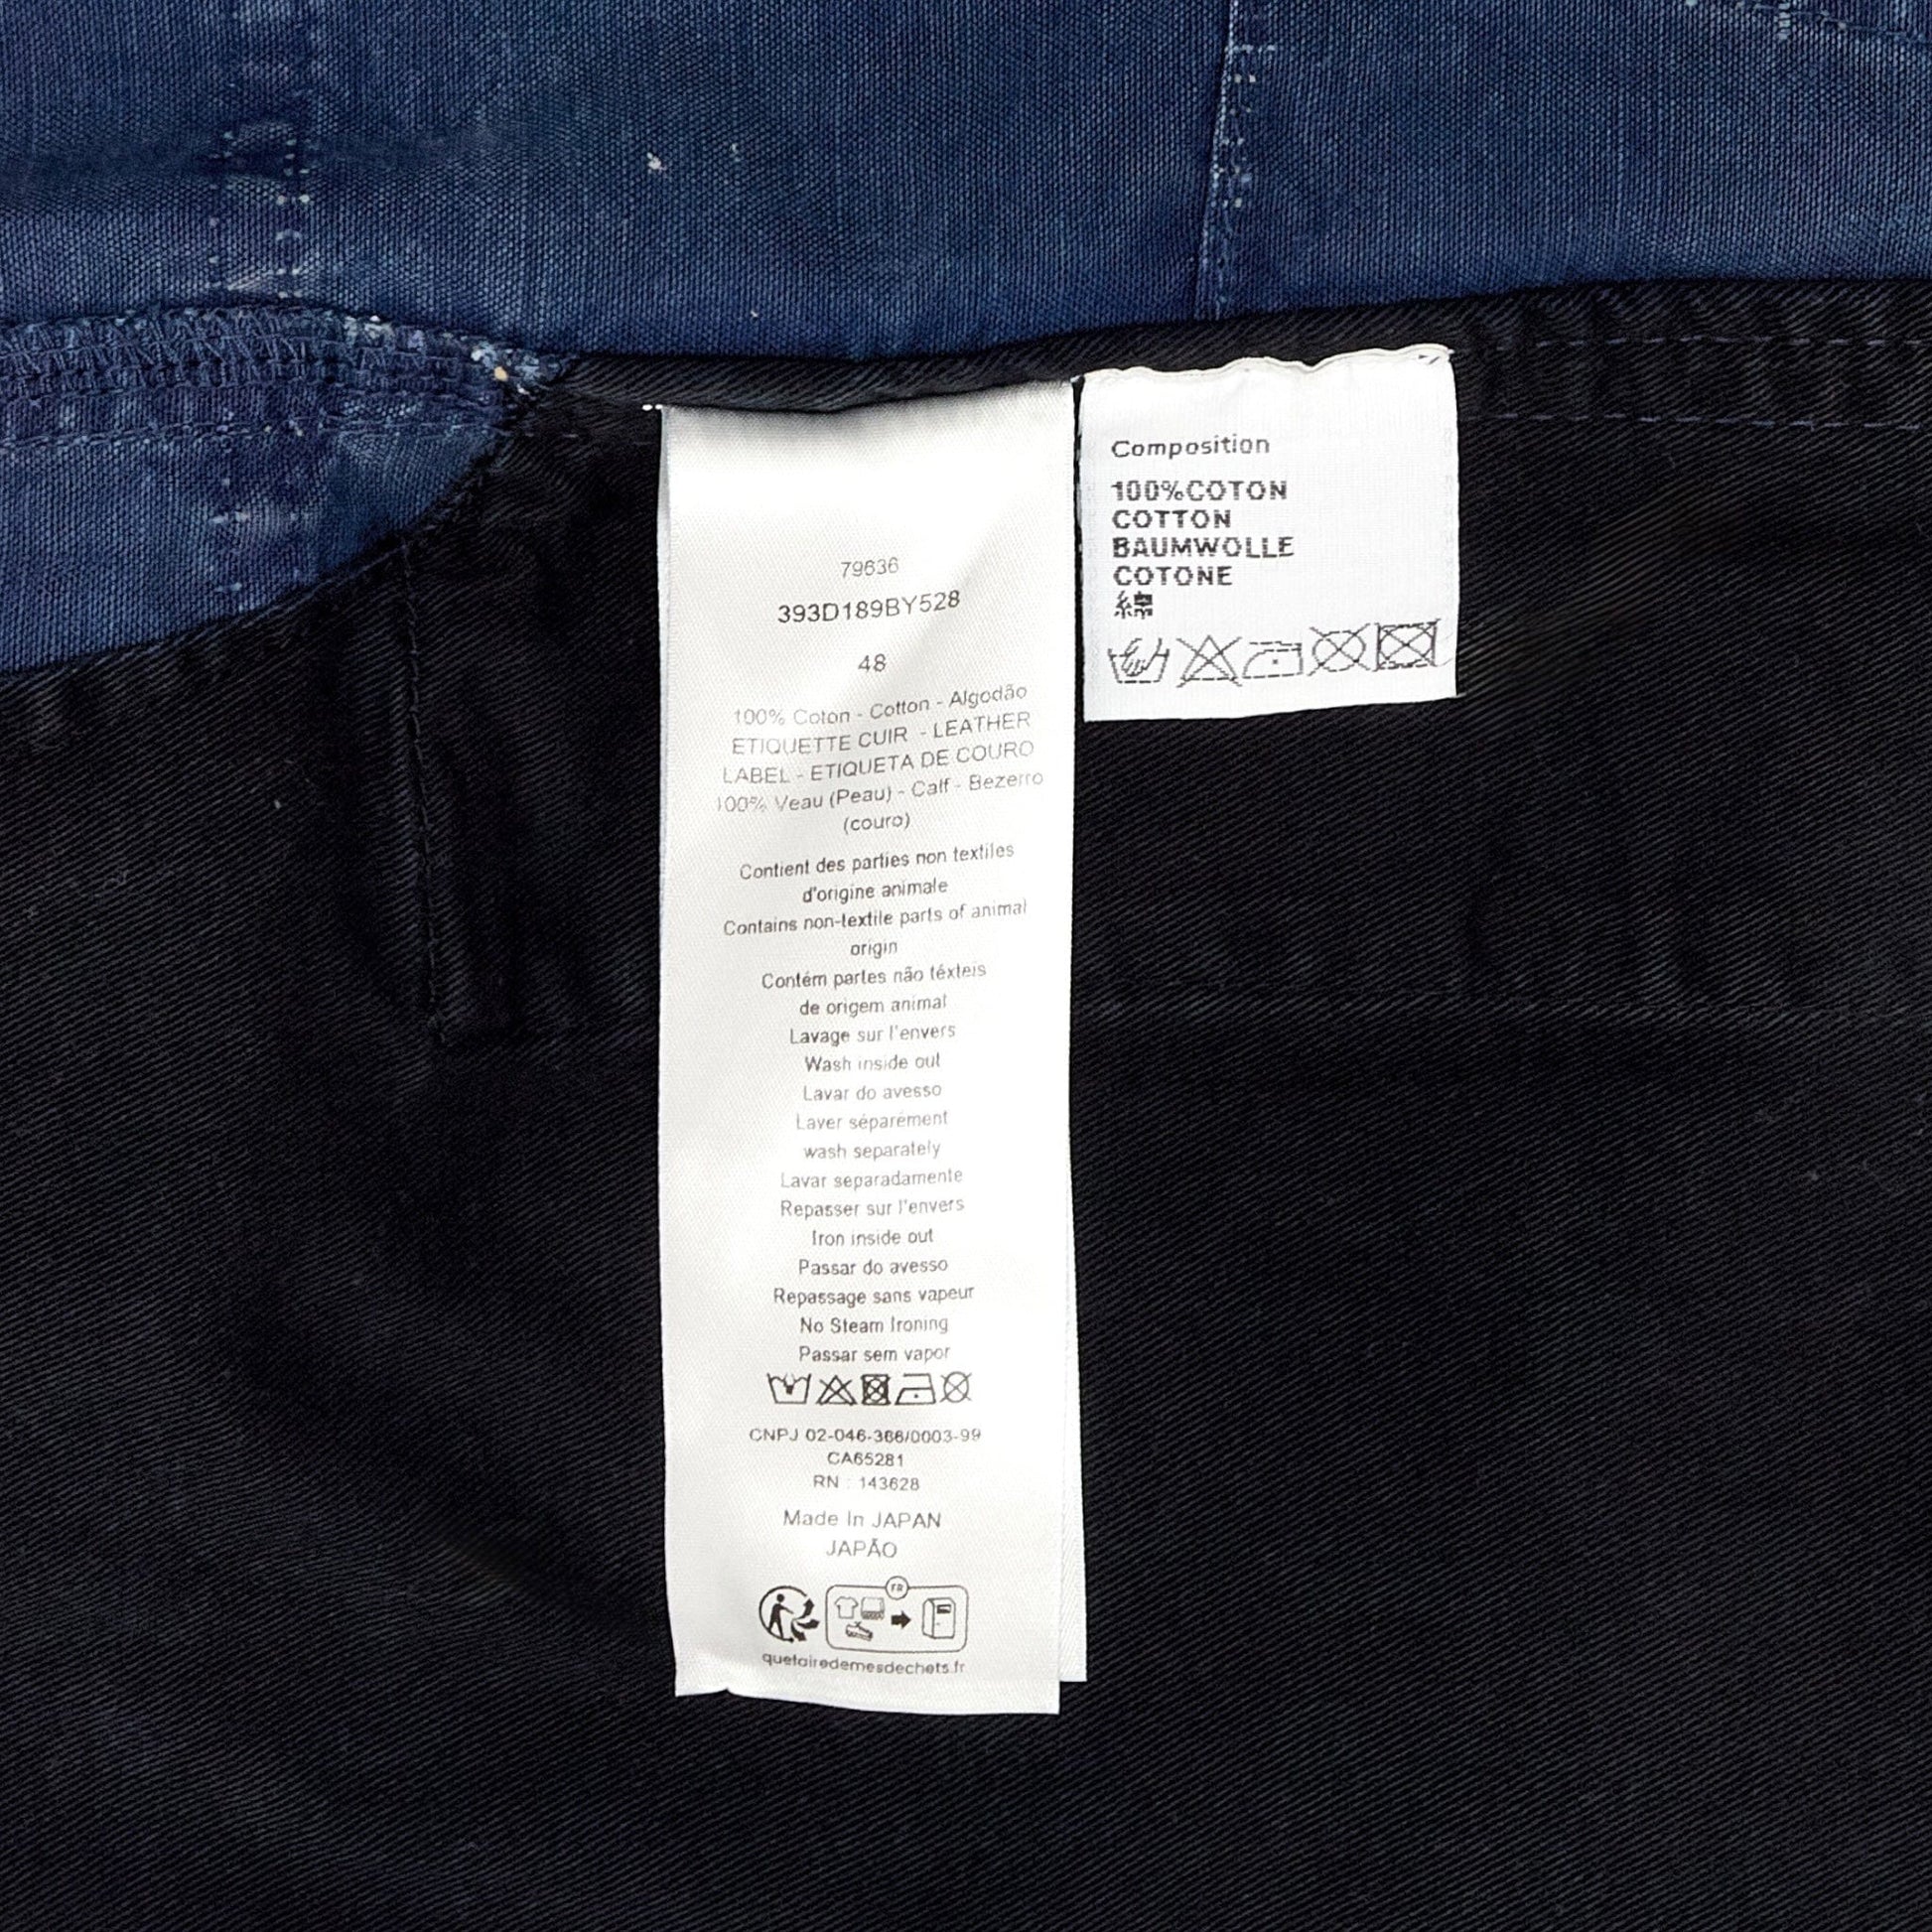 79636
393D189BY528
48
100% Coton - Cotton - Algodão
ETIQUETTE CUIR - LEATHER
LABEL - ETIQUETA DE COURO
100% Veau (Peau) - Calf - Bezerro
(couro)
Contient des parties non textiles
d'origine animale
Contains non-textile parts of animal
origin
Contém partes não têxteis
de origem animal
Lavage sur l'envers
Wash inside out
Lavar do avesso
Laver séparément
wash separately
Lavar separadamente
Repasser sur l'envers
Iron inside out
Passar do avesso
Repassage sans vapeur
No Steam Ironing
Passar sem vapor
CNPJ 02-046-366/0003-99
CA65281
RN : 143628
Made In JAPAN
JAPÃO
FR
quefairedemesdechets.fr
Composition
100%COTON
COTTON
BAUMWOLLE
COTONE
綿